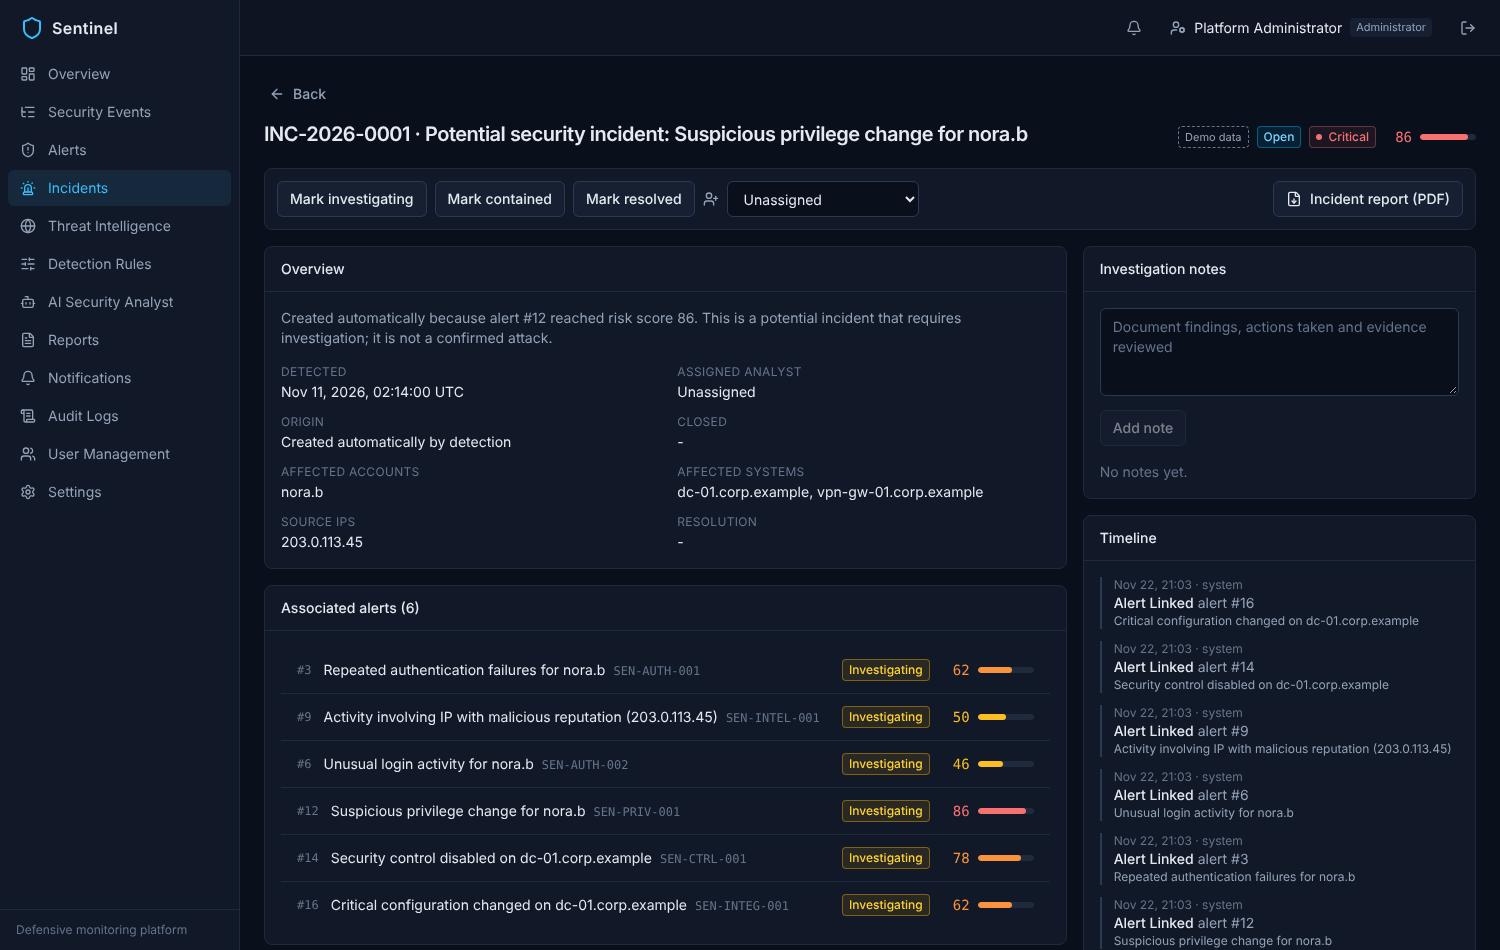 Sentinel
Overview
Security Events
Alerts
Incidents
Threat Intelligence
Detection Rules
AI Security Analyst
Reports
Notifications
Audit Logs
User Management
Settings
Defensive monitoring platform
Platform Administrator
Administrator
Back
INC-2026-0001 · Potential security incident: Suspicious privilege change for nora.b
Demo data
Open
Critical
86
Mark investigating
Mark contained
Mark resolved
Unassigned
Incident report (PDF)
Overview
Created automatically because alert #12 reached risk score 86. This is a potential incident that requires
investigation; it is not a confirmed attack.
DETECTED
Nov 11, 2026, 02:14:00 UTC
ASSIGNED ANALYST
Unassigned
ORIGIN
Created automatically by detection
CLOSED
-
AFFECTED ACCOUNTS
nora.b
AFFECTED SYSTEMS
dc-01.corp.example, vpn-gw-01.corp.example
SOURCE IPS
203.0.113.45
RESOLUTION
-
Associated alerts (6)
#3 Repeated authentication failures for nora.b SEN-AUTH-001 Investigating 62
#9 Activity involving IP with malicious reputation (203.0.113.45) SEN-INTEL-001 Investigating 50
#6 Unusual login activity for nora.b SEN-AUTH-002 Investigating 46
#12 Suspicious privilege change for nora.b SEN-PRIV-001 Investigating 86
#14 Security control disabled on dc-01.corp.example SEN-CTRL-001 Investigating 78
#16 Critical configuration changed on dc-01.corp.example SEN-INTEG-001 Investigating 62
Investigation notes
Document findings, actions taken and evidence
reviewed
Add note
No notes yet.
Timeline
Nov 22, 21:03 · system
Alert Linked alert #16
Critical configuration changed on dc-01.corp.example
Nov 22, 21:03 · system
Alert Linked alert #14
Security control disabled on dc-01.corp.example
Nov 22, 21:03 · system
Alert Linked alert #9
Activity involving IP with malicious reputation (203.0.113.45)
Nov 22, 21:03 · system
Alert Linked alert #6
Unusual login activity for nora.b
Nov 22, 21:03 · system
Alert Linked alert #3
Repeated authentication failures for nora.b
Nov 22, 21:03 · system
Alert Linked alert #12
Suspicious privilege change for nora.b